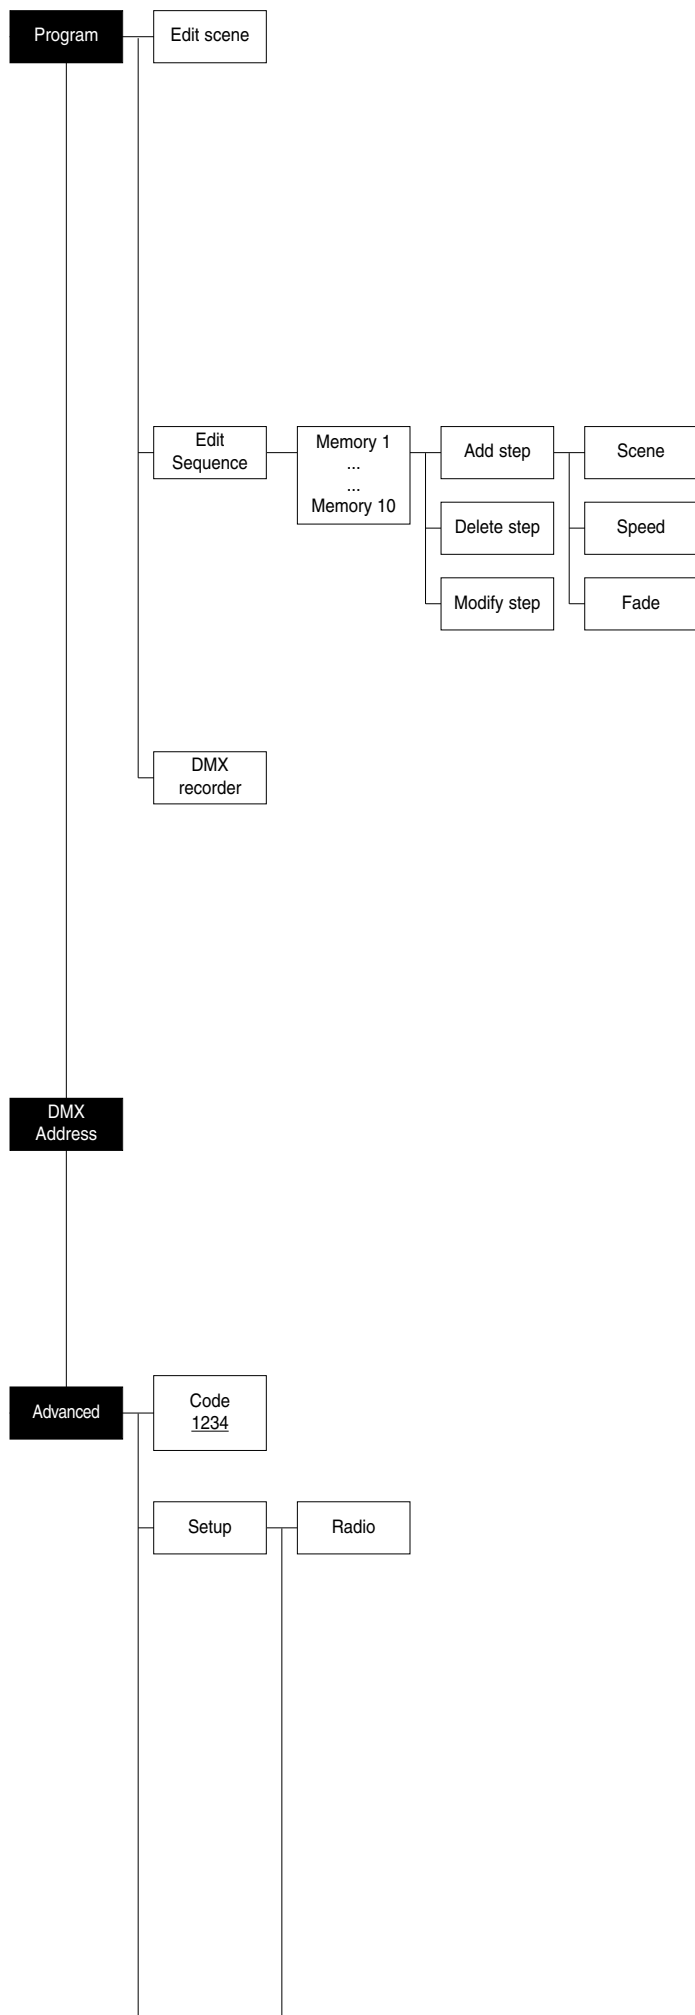 Program
Edit scene
Edit
Sequence
Memory 1
...
...
Memory 10
Add step
Scene
Delete step
Speed
Modify step
Fade
DMX
recorder
DMX
Address
Advanced
Code
1234
Setup
Radio